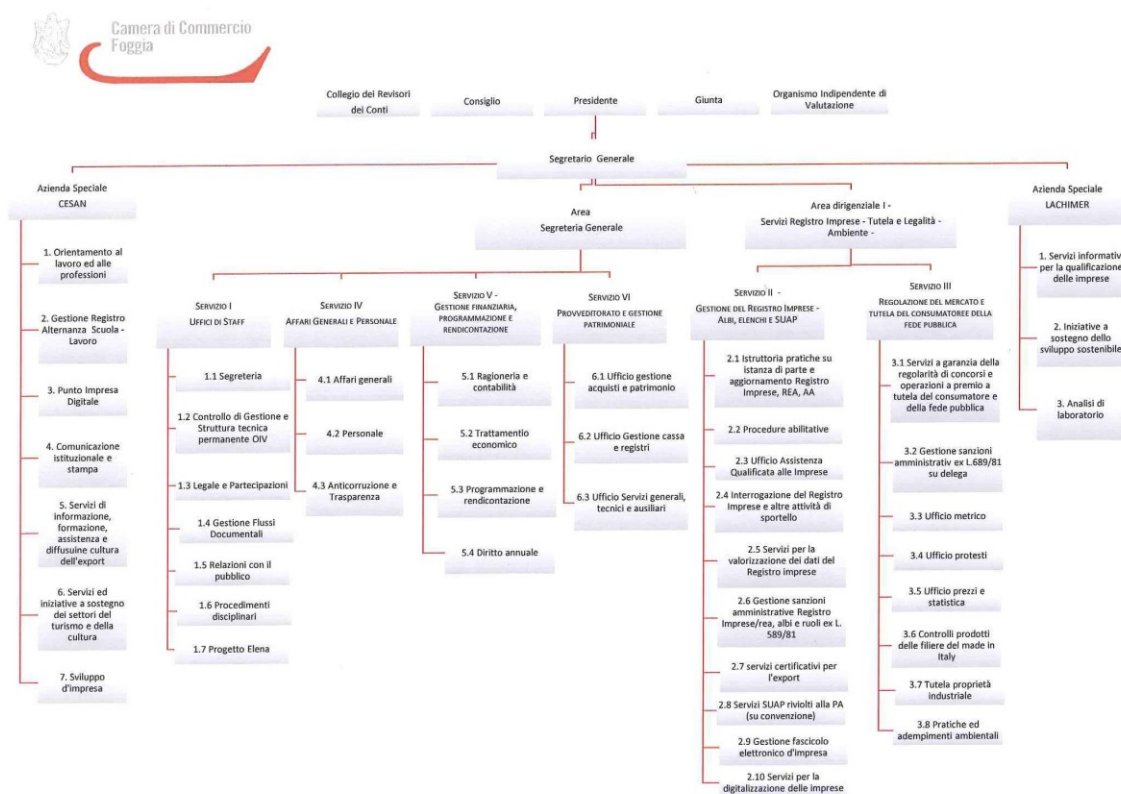 Camera di Commercio
Foggia
Collegio dei Revisori
dei Conti
Consiglio
Presidente
Giunta
Organismo Indipendente di
Valutazione
Segretario Generale
Azienda Speciale
CESAN
1. Orientamento al
lavoro ed alle
professioni
2. Gestione Registro
Alternanza Scuola -
Lavoro
3. Punto Impresa
Digitale
4. Comunicazione
istituzionale e
stampa
5. Servizi di
informazione,
formazione,
assistenza e
diffusuine cultura
dell'export
6. Servizi ed
iniziative a sostegno
dei settori del
turismo e della
cultura
7. Sviluppo
d'impresa
Area
Segreteria Generale
SERVIZIO I
UFFICI DI STAFF
1.1 Segreteria
1.2 Controllo di Gestione e
Struttura tecnica
permanente OIV
1.3 Legale e Partecipazioni
1.4 Gestione Flussi
Documentali
1.5 Relazioni con il
pubblico
1.6 Procedimenti
disciplinari
1.7 Progetto Elena
SERVIZIO IV
AFFARI GENERALI E PERSONALE
4.1 Affari generali
4.2 Personale
4.3 Anticorruzione e
Trasparenza
SERVIZIO V -
GESTIONE FINANZIARIA,
PROGRAMMAZIONE E
RENDICONTAZIONE
5.1 Ragioneria e
contabilità
5.2 Trattamentio
economico
5.3 Programmazione e
rendicontazione
5.4 Diritto annuale
SERVIZIO VI
PROVVEDITORATO E GESTIONE
PATRIMONIALE
6.1 Ufficio gestione
acquisti e patrimonio
6.2 Ufficio Gestione cassa
e registri
6.3 Ufficio Servizi generali,
tecnici e ausiliari
Area dirigenziale I -
Servizi Registro Imprese - Tutela e Legalità -
Ambiente -
SERVIZIO II -
GESTIONE DEL REGISTRO IMPRESE -
ALBI, ELENCHI E SUAP
2.1 Istruttoria pratiche su
istanza di parte e
aggiornamento Registro
Imprese, REA, AA
2.2 Procedure abilitative
2.3 Ufficio Assistenza
Qualificata alle Imprese
2.4 Interrogazione del Registro
Imprese e altre attività di
sportello
2.5 Servizi per la
valorizzazione dei dati del
Registro imprese
2.6 Gestione sanzioni
amministrative Registro
Imprese/rea, albi e ruoli ex L.
589/81
2.7 servizi certificativi per
l'export
2.8 Servizi SUAP riviolti alla PA
(su convenzione)
2.9 Gestione fascicolo
elettronico d'impresa
2.10 Servizi per la
digitalizzazione delle imprese
SERVIZIO III
REGOLAZIONE DEL MERCATO E
TUTELA DEL CONSUMATOREE DELLA
FEDE PUBBLICA
3.1 Servizi a garanzia della
regolarità di concorsi e
operazioni a premio a
tutela del consumatore e
della fede pubblica
3.2 Gestione sanzioni
amministrativ ex L.689/81
su delega
3.3 Ufficio metrico
3.4 Ufficio protesti
3.5 Ufficio prezzi e
statistica
3.6 Controlli prodotti
delle filiere del made in
Italy
3.7 Tutela proprietà
industriale
3.8 Pratiche ed
adempimenti ambientali
Azienda Speciale
LACHIMER
1. Servizi informativi
per la qualificazione
delle imprese
2. Iniziative a
sostegno dello
sviluppo sostenibile
3. Analisi di
laboratorio